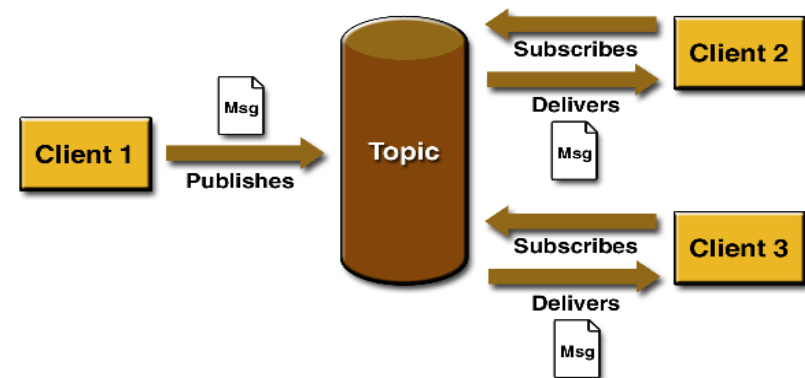 Msg
Client 1
Publishes
Topic
Subscribes
Client 2
Delivers
Msg
Subscribes
Client 3
Delivers
Msg